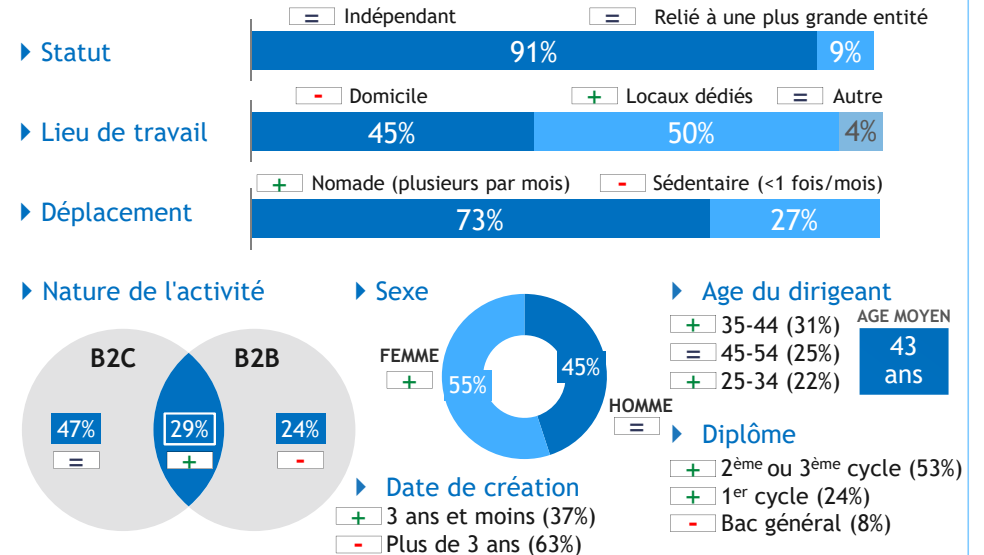 = Indépendant = Relié à une plus grande entité
Statut 91% 9%
- Domicile + Locaux dédiés = Autre
Lieu de travail 45% 50% 4%
+ Nomade (plusieurs par mois) - Sédentaire (<1 fois/mois)
Déplacement 73% 27%
Nature de l'activité
B2C B2B
47% 29% 24%
= + -
Sexe
FEMME
+
55% 45%
HOMME
=
Date de création
+ 3 ans et moins (37%)
- Plus de 3 ans (63%)
Age du dirigeant
+ 35-44 (31%)
= 45-54 (25%)
+ 25-34 (22%)
AGE MOYEN
43
ans
Diplôme
+ 2ème ou 3ème cycle (53%)
+ 1er cycle (24%)
- Bac général (8%)